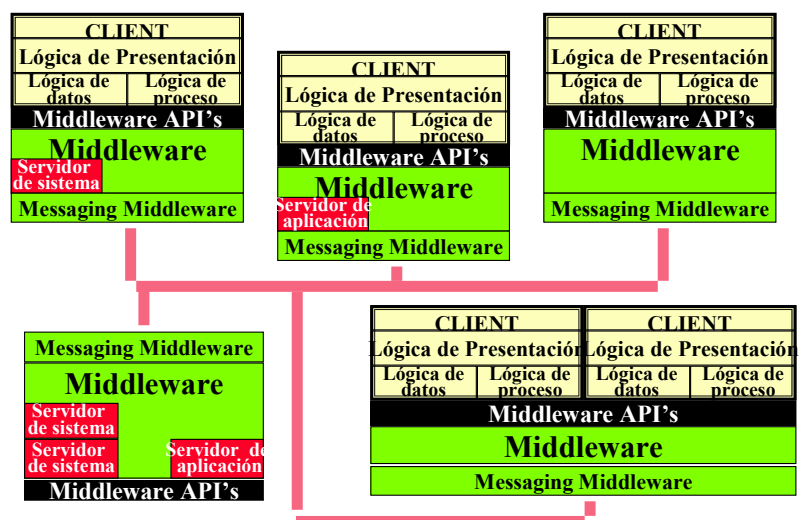 CLIENT
Lógica de Presentación
Lógica de datos
Lógica de proceso
Middleware API's
Middleware
Servidor
de sistema
Messaging Middleware
CLIENT
Lógica de Presentación
Lógica de datos
Lógica de proceso
Middleware API's
Middleware
Servidor de
aplicación
Messaging Middleware
CLIENT
Lógica de Presentación
Lógica de datos
Lógica de proceso
Middleware API's
Middleware
Messaging Middleware
Messaging Middleware
Middleware
Servidor
de sistema
Servidor
de sistema
Servidor de
aplicación
Middleware API's
CLIENT
Lógica de Presentación
Lógica de datos
Lógica de proceso
CLIENT
Lógica de Presentación
Lógica de datos
Lógica de proceso
Middleware API's
Middleware
Messaging Middleware